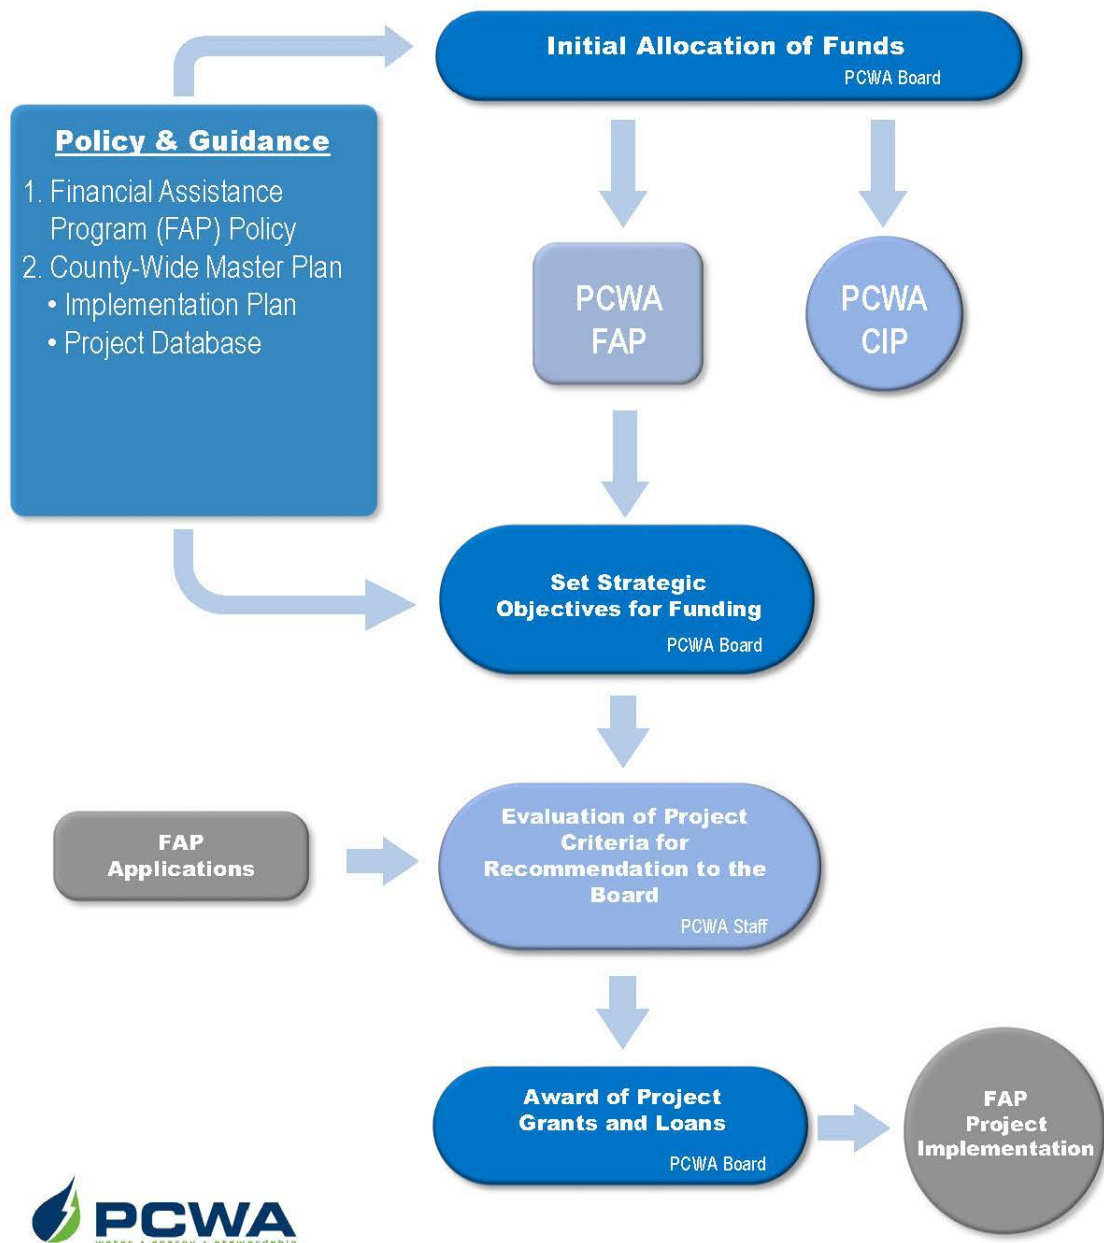 Initial Allocation of Funds
PCWA Board
Policy & Guidance
1. Financial Assistance
Program (FAP) Policy
2. County-Wide Master Plan
• Implementation Plan
• Project Database
PCWA
FAP
PCWA
CIP
Set Strategic
Objectives for Funding
PCWA Board
FAP
Applications
Evaluation of Project
Criteria for
Recommendation to the
Board
PCWA Staff
Award of Project
Grants and Loans
PCWA Board
FAP
Project
Implementation
PCWA